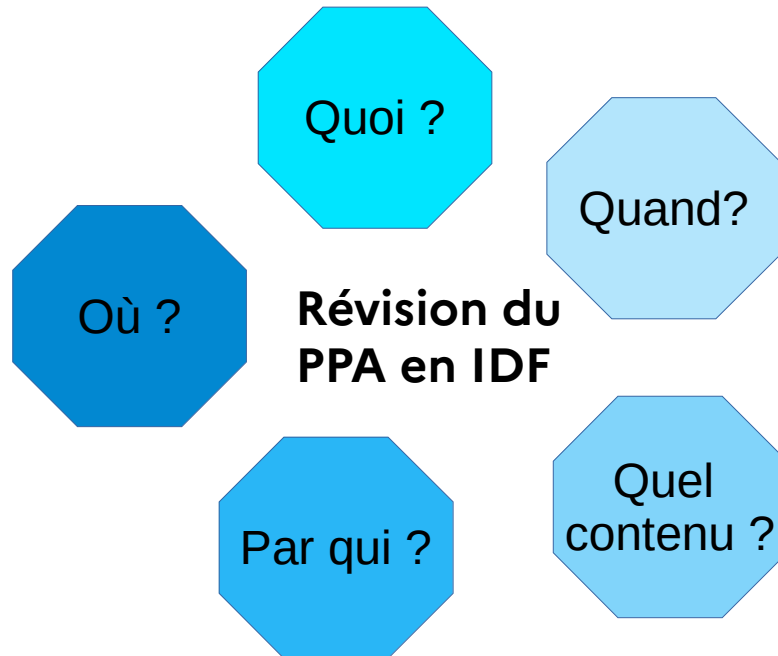 Quoi ?
Quand?
Où ?
Révision du
PPA en IDF
Quel
contenu ?
Par qui ?